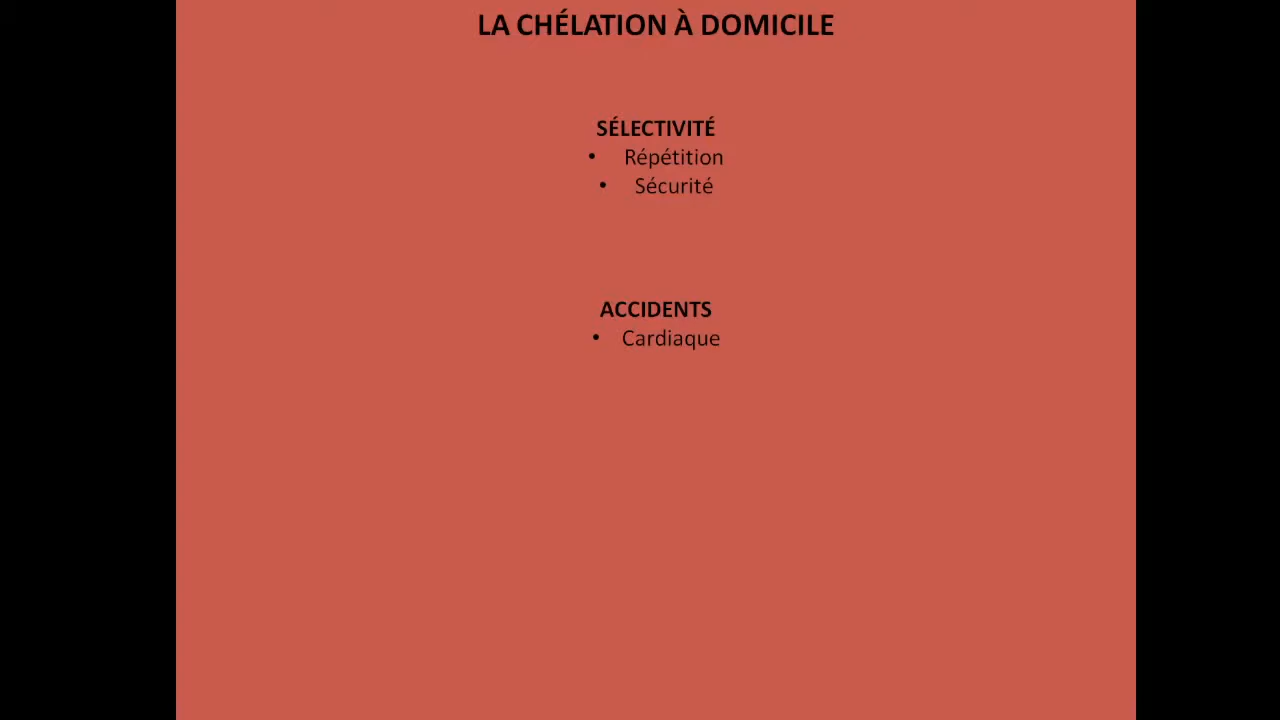 LA CHÉLATION À DOMICILE
SÉLECTIVITÉ
• Répétition
• Sécurité
ACCIDENTS
• Cardiaque